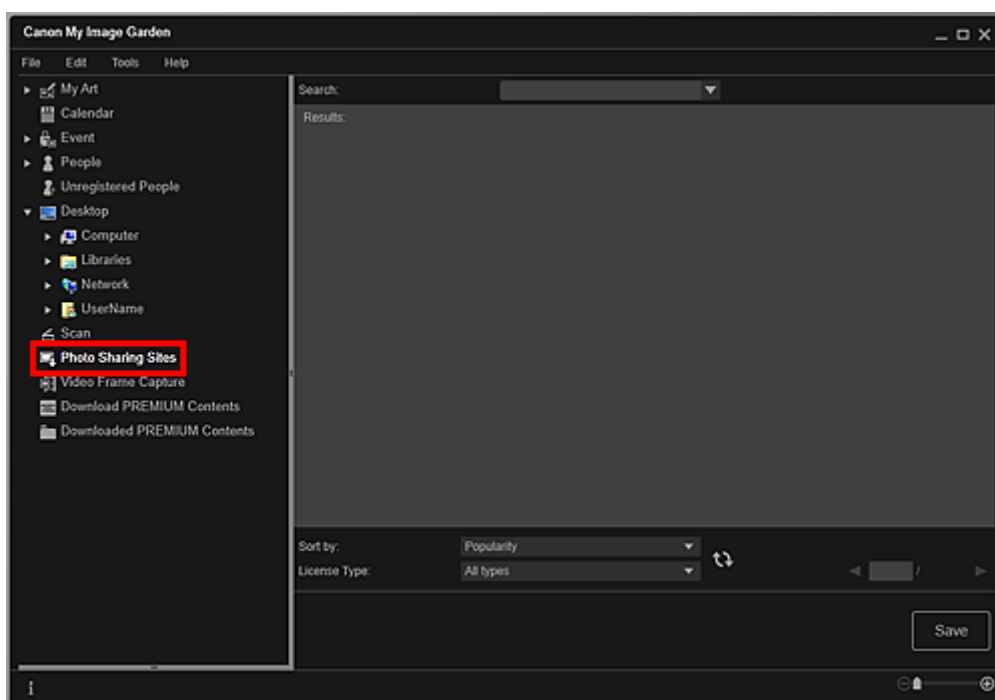 Canon My Image Garden
File Edit Tools Help
My Art
Calendar
Event
People
Unregistered People
Desktop
Computer
Libraries
Network
UserName
Scan
Photo Sharing Sites
Video Frame Capture
Download PREMIUM Contents
Downloaded PREMIUM Contents
Search:
Results:
Sort by: Popularity
License Type: All types
/
Save